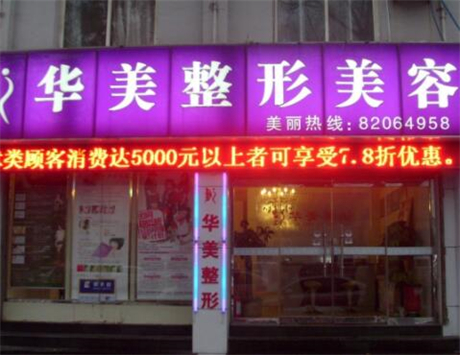 华美整形美容
美丽热线:82064958
类顾客消费达5000元以上者可享受7.8折优惠。
华美整形